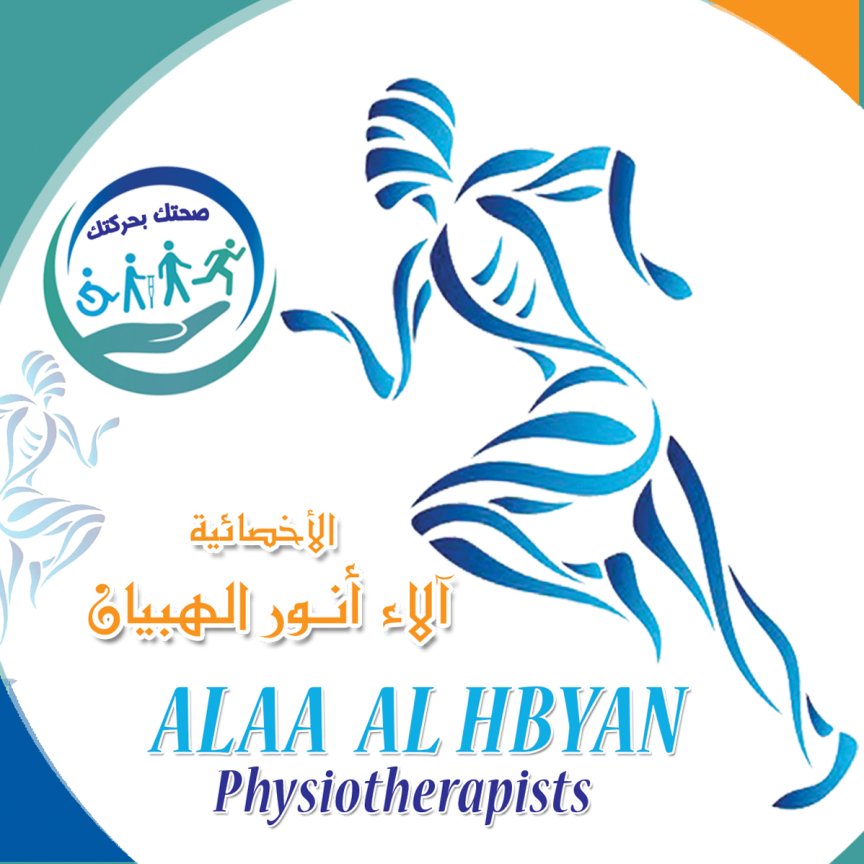 صحتك بحركتك
الأخصائية
آلاء أنور الهبيان
ALAA AL HBYAN
Physiotherapists